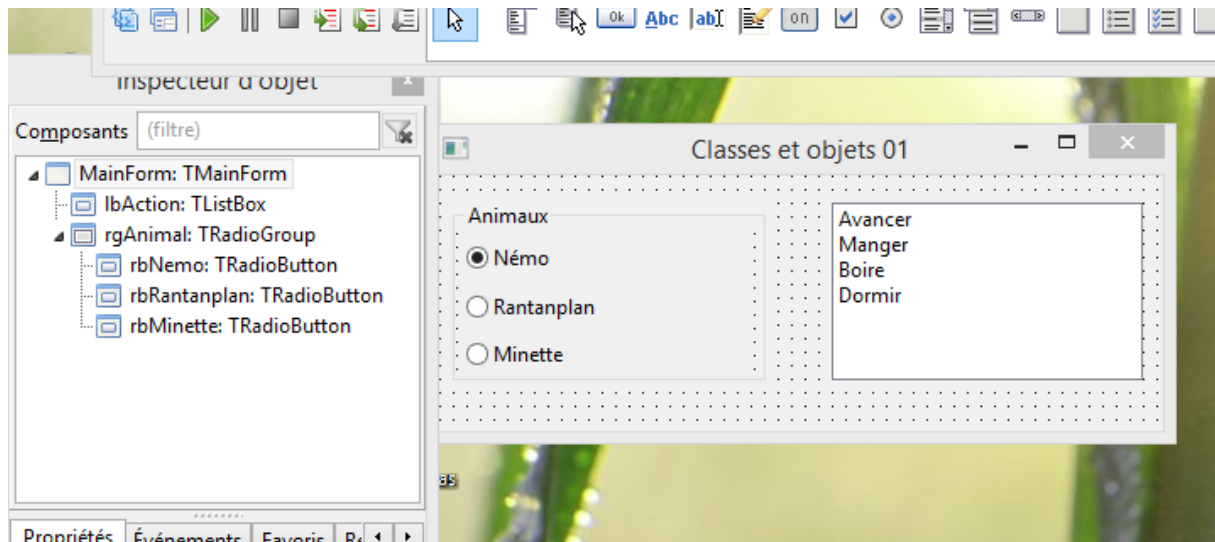 Ok Abc abI on
Inspecteur d'objet
Composants (filtre)
MainForm: TMainForm
lbAction: TListBox
rgAnimal: TRadioGroup
rbNemo: TRadioButton
rbRantanplan: TRadioButton
rbMinette: TRadioButton
Propriétés Événements Favoris
Classes et objets 01
Animaux
Némo
Rantanplan
Minette
Avancer
Manger
Boire
Dormir